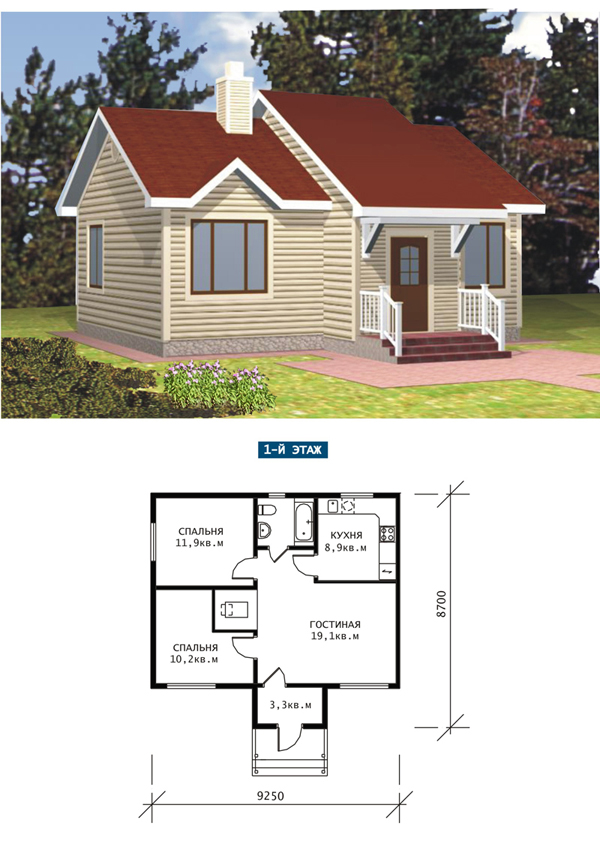 1-Й ЭТАЖ
СПАЛЬНЯ
11,9кв.м
КУХНЯ
8,9кв.м
ГОСТИНАЯ
19,1кв.м
СПАЛЬНЯ
10,2кв.м
3,3кв.м
8700
9250